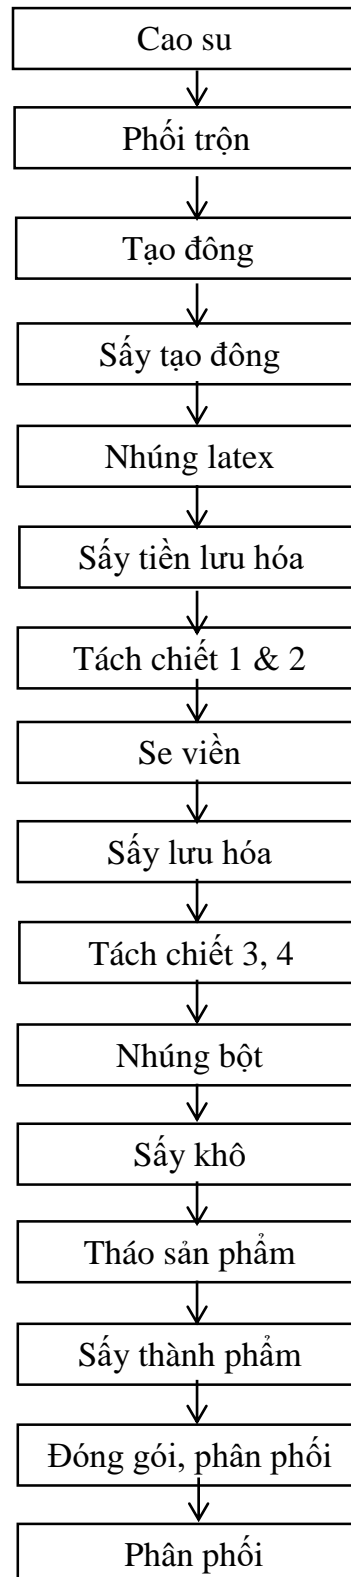 Cao su
Phối trộn
Tạo đông
Sấy tạo đông
Nhúng latex
Sấy tiền lưu hóa
Tách chiết 1 & 2
Se viền
Sấy lưu hóa
Tách chiết 3, 4
Nhúng bột
Sấy khô
Tháo sản phẩm
Sấy thành phẩm
Đóng gói, phân phối
Phân phối